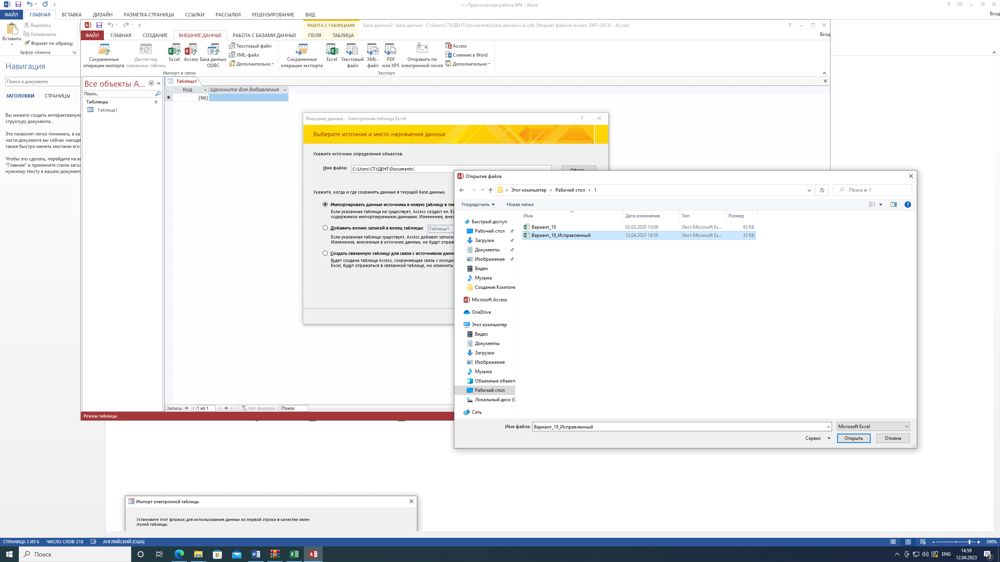 ++Практическая работа №4 - Word
ФАЙЛ ГЛАВНАЯ ВСТАВКА ДИЗАЙН РАЗМЕТКА СТРАНИЦЫ ССЫЛКИ РАССЫЛКИ РЕЦЕНЗИРОВАНИЕ ВИД
Вход
Вставить
Вырезать
Копировать
Формат по образцу
Буфер обмена
Навигация
Поиск в документе
ЗАГОЛОВКИ СТРАНИЦЫ
Вы можете создать интерактивную
структуру документа.
Это позволит легко понимать, в ка
части документа вы сейчас находи
также быстро менять местами его
Чтобы это сделать, перейдите на в
"Главная" и примените стили заго
нужному тексту в вашем документ
РАБОТА С ТАБЛИЦАМИ
База данных2 : база данных- C:\Users\СТУДЕНТ\Documents\База данных2.accdb (Формат файлов Access 2007–2013) - Access
ФАЙЛ ГЛАВНАЯ СОЗДАНИЕ ВНЕШНИЕ ДАННЫЕ РАБОТА С БАЗАМИ ДАННЫХ ПОЛЯ ТАБЛИЦА
Вход
Сохраненные
операции импорта
Диспетчер
связанных таблиц
Excel
Access
База данных
ODBC
Текстовый файл
XML-файл
Дополнительно
Импорт и связи
Сохраненные
операции экспорта
Excel
Текстовый
файл
XML-
файл
PDF
или XPS
Отправить по
электронной почте
Access
Слияние в Word
Дополнительно
Экспорт
Все объекты A...
Поиск...
Таблицы
Таблица1
Таблица1
Код Щелкните для добавления
(№)
Внешние данные - Электронная таблица Excel
Выберите источник и место назначения данных
Укажите источник определения объектов.
Имя файла: C:\Users\СТУДЕНТ\Documents\
Укажите, когда и где сохранять данные в текущей базе данных.
Импортировать данные источника в новую таблицу в тек
Если указанная таблица не существует, Access создаст ее. Ес
содержимое импортируемыми данными. Изменения, внес
Добавить копию записей в конец таблицы: Таблица1
Если указанная таблица существует, Access добавит записи
Изменения, внесенные в источник данных, не будут отраж
Создать связанную таблицу для связи с источником данн
Будет создана таблица Access, сохраняющая связь с исходн
Excel, будут отражаться в связанной таблице, но изменить
Открытие файла
Этот компьютер Рабочий стол 1
Поиск в: 1
Упорядочить Новая папка
Быстрый доступ
Рабочий стол
Загрузки
Документы
Изображения
Видео
Музыка
Создание Компоне
Microsoft Access
OneDrive
Этот компьютер
Видео
Документы
Загрузки
Изображения
Музыка
Объемные объект
Рабочий стол
Локальный диск (С
Сеть
Имя Дата изменения Тип Размер
Вариант_19 03.03.2020 13:08 Лист Microsoft Ex... 85 КБ
Вариант_19_Исправленный 12.04.2023 14:58 Лист Microsoft Ex... 33 КБ
Имя файла: Вариант_19_Исправленный Microsoft Excel
Сервис Открыть Отмена
Запись: 1 из 1 Нет фильтра Поиск
Режим таблицы
Импорт электронной таблицы
Установите этот флажок для использования данных из первой строки в качестве имен
полей таблицы.
СТРАНИЦА 3 ИЗ 6 ЧИСЛО СЛОВ: 218 АНГЛИЙСКИЙ (США) 390%
Поиск
ENG
14:59
12.04.2023
2